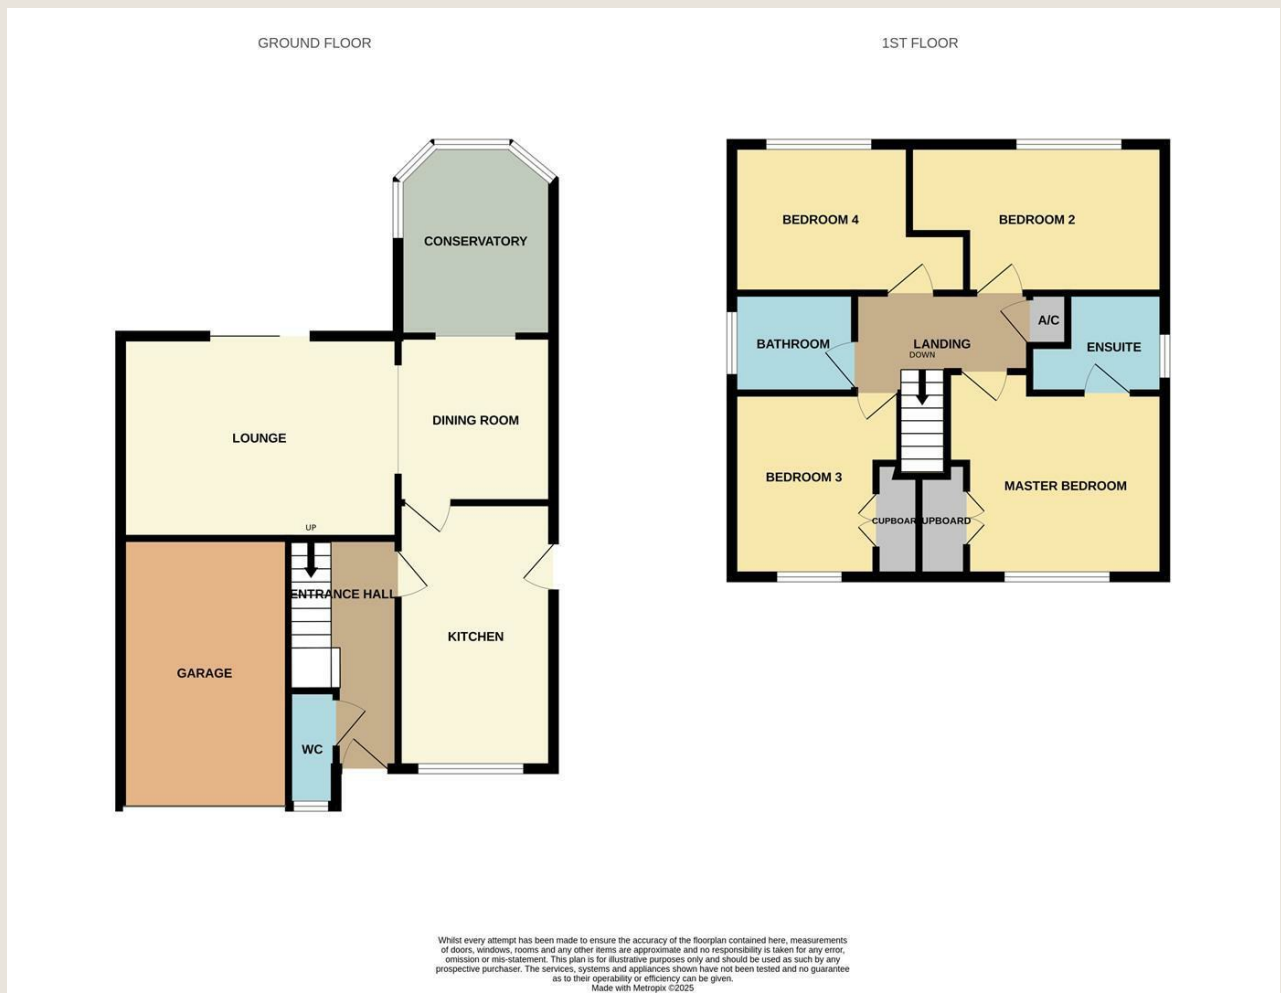 GROUND FLOOR
1ST FLOOR
CONSERVATORY
LOUNGE
DINING ROOM
UP
ENTRANCE HALL
KITCHEN
GARAGE
WC
BEDROOM 4
BEDROOM 2
BATHROOM
LANDING
DOWN
A/C
ENSUITE
BEDROOM 3
MASTER BEDROOM
CUPBOAR
UPBOARD
Whilst every attempt has been made to ensure the accuracy of the floorplan contained here, measurements
of doors, windows, rooms and any other items are approximate and no responsibility is taken for any error,
omission or mis-statement. This plan is for illustrative purposes only and should be used as such by any
prospective purchaser. The services, systems and appliances shown have not been tested and no guarantee
as to their operability or efficiency can be given.
Made with Metropix ©2025